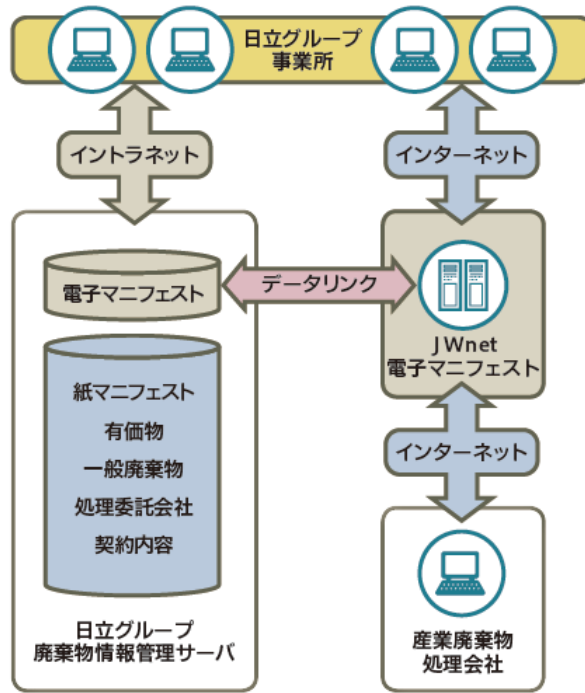 日立グループ
事業所
イントラネット
インターネット
電子マニフェスト
データリンク
JWnet
電子マニフェスト
紙マニフェスト
有価物
一般廃棄物
処理委託会社
契約内容
インターネット
日立グループ
廃棄物情報管理サーバ
産業廃棄物
処理会社